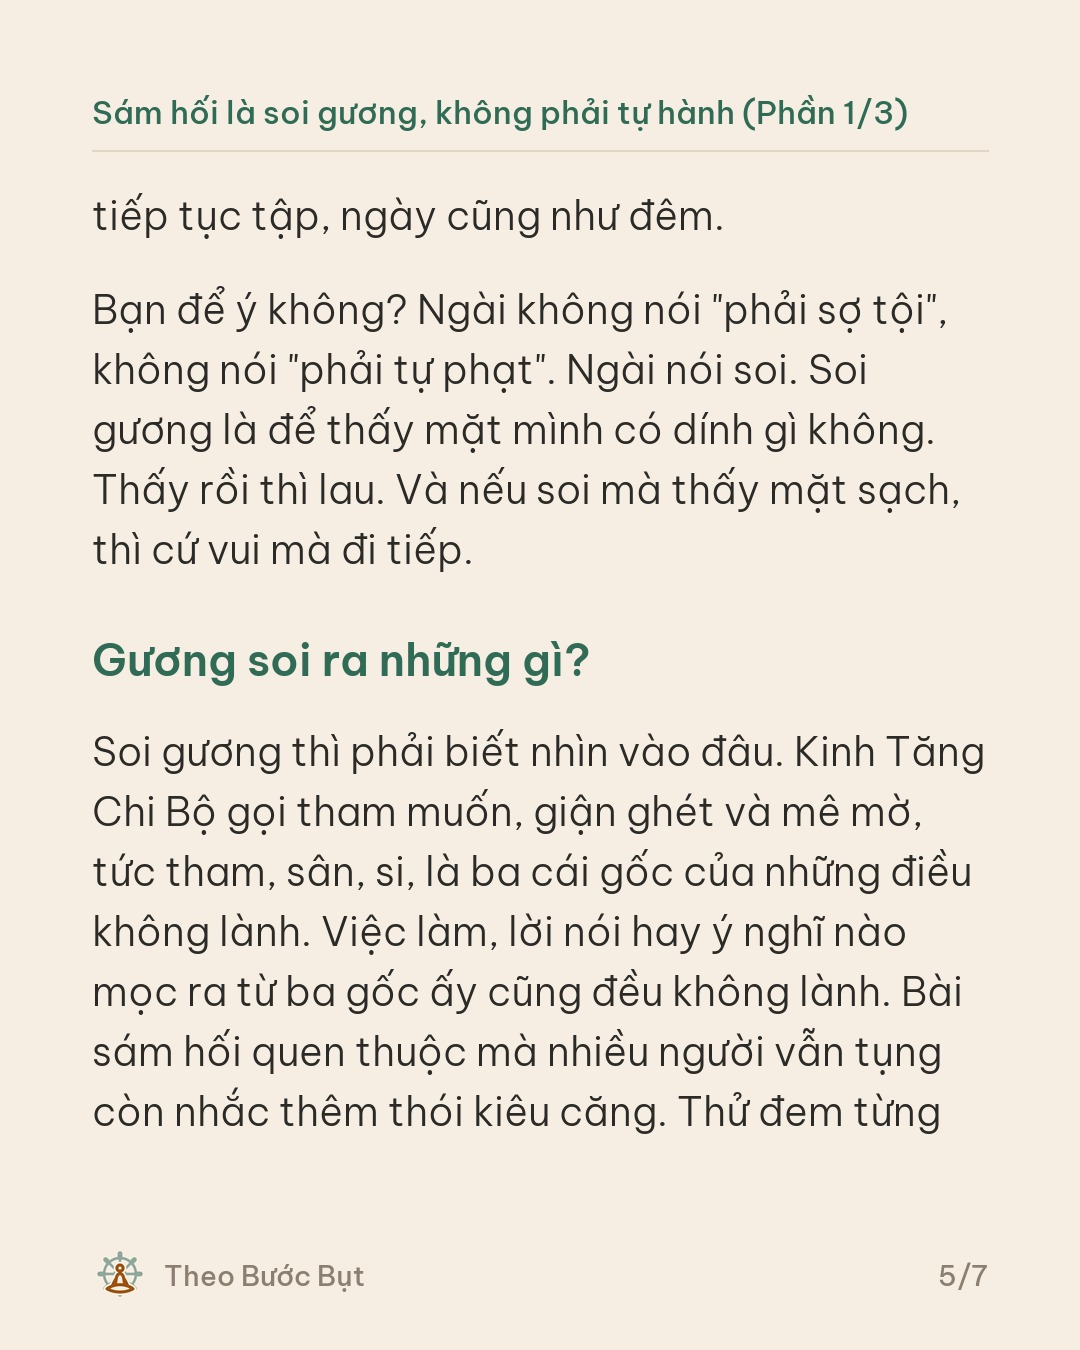 Sám hối là soi gương, không phải tự hành (Phần 1/3)
tiếp tục tập, ngày cũng như đêm.
Bạn để ý không? Ngài không nói "phải sợ tội",
không nói "phải tự phạt". Ngài nói soi. Soi
gương là để thấy mặt mình có dính gì không.
Thấy rồi thì lau. Và nếu soi mà thấy mặt sạch,
thì cứ vui mà đi tiếp.
Gương soi ra những gì?
Soi gương thì phải biết nhìn vào đâu. Kinh Tăng
Chi Bộ gọi tham muốn, giận ghét và mê mờ,
tức tham, sân, si, là ba cái gốc của những điều
không lành. Việc làm, lời nói hay ý nghĩ nào
mọc ra từ ba gốc ấy cũng đều không lành. Bài
sám hối quen thuộc mà nhiều người vẫn tụng
còn nhắc thêm thói kiêu căng. Thử đem từng
Theo Bước Bụt
5/7